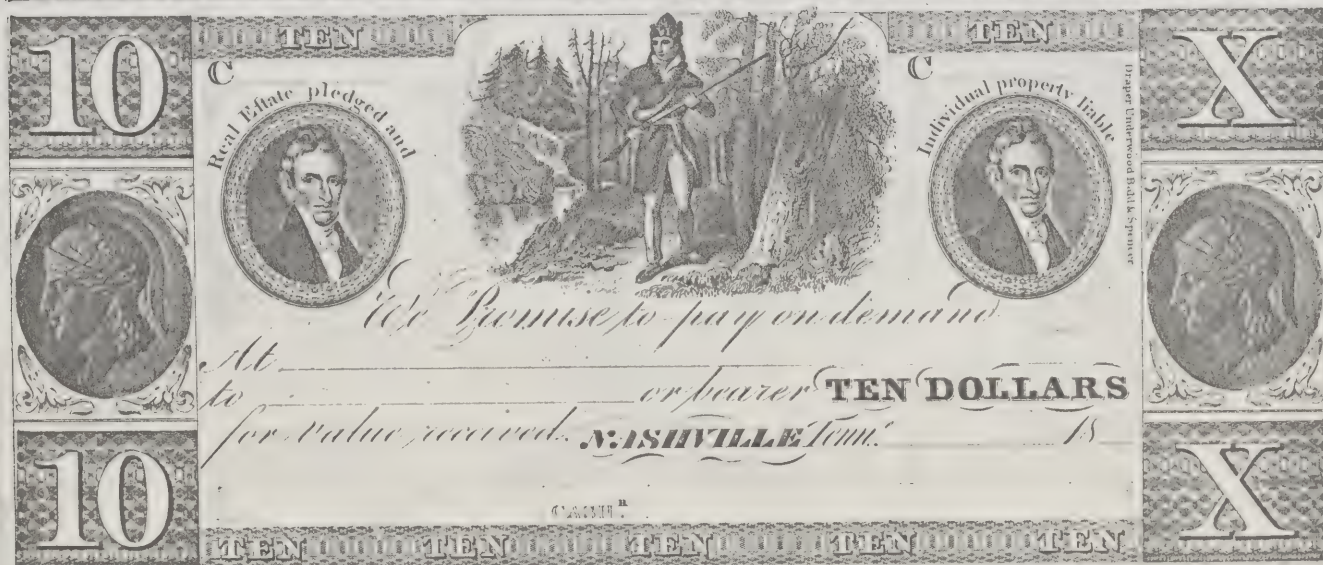 10 TEN TEN X
C C
Real Eſtate pledged and
Individual property liable
Draper Underwood Bald & Spencer
We Promise to pay on demand
At
to or bearer TEN DOLLARS
for value received. NASHVILLE Tenn. 18
CASHR
10 TEN TEN TEN TEN TEN X